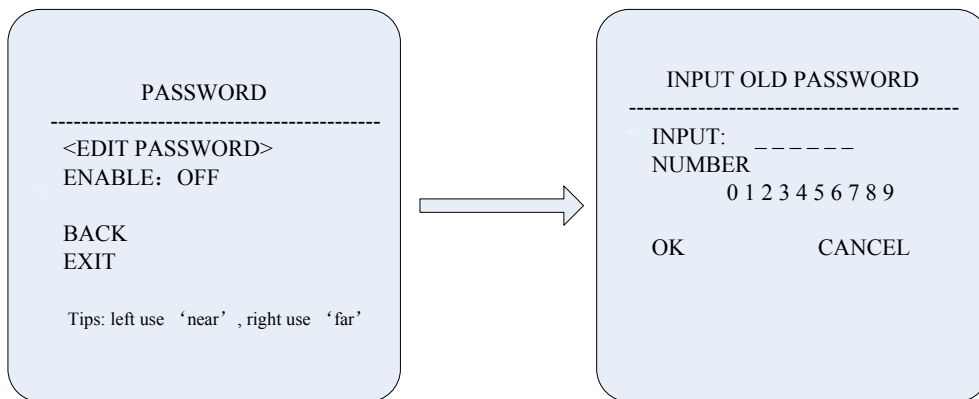 PASSWORD
--------------------------------------------
<EDIT PASSWORD>
ENABLE：OFF
BACK
EXIT
Tips: left use ‘near’, right use ‘far’
INPUT OLD PASSWORD
--------------------------------------------
INPUT: _ _ _ _ _ _
NUMBER
0 1 2 3 4 5 6 7 8 9
OK CANCEL